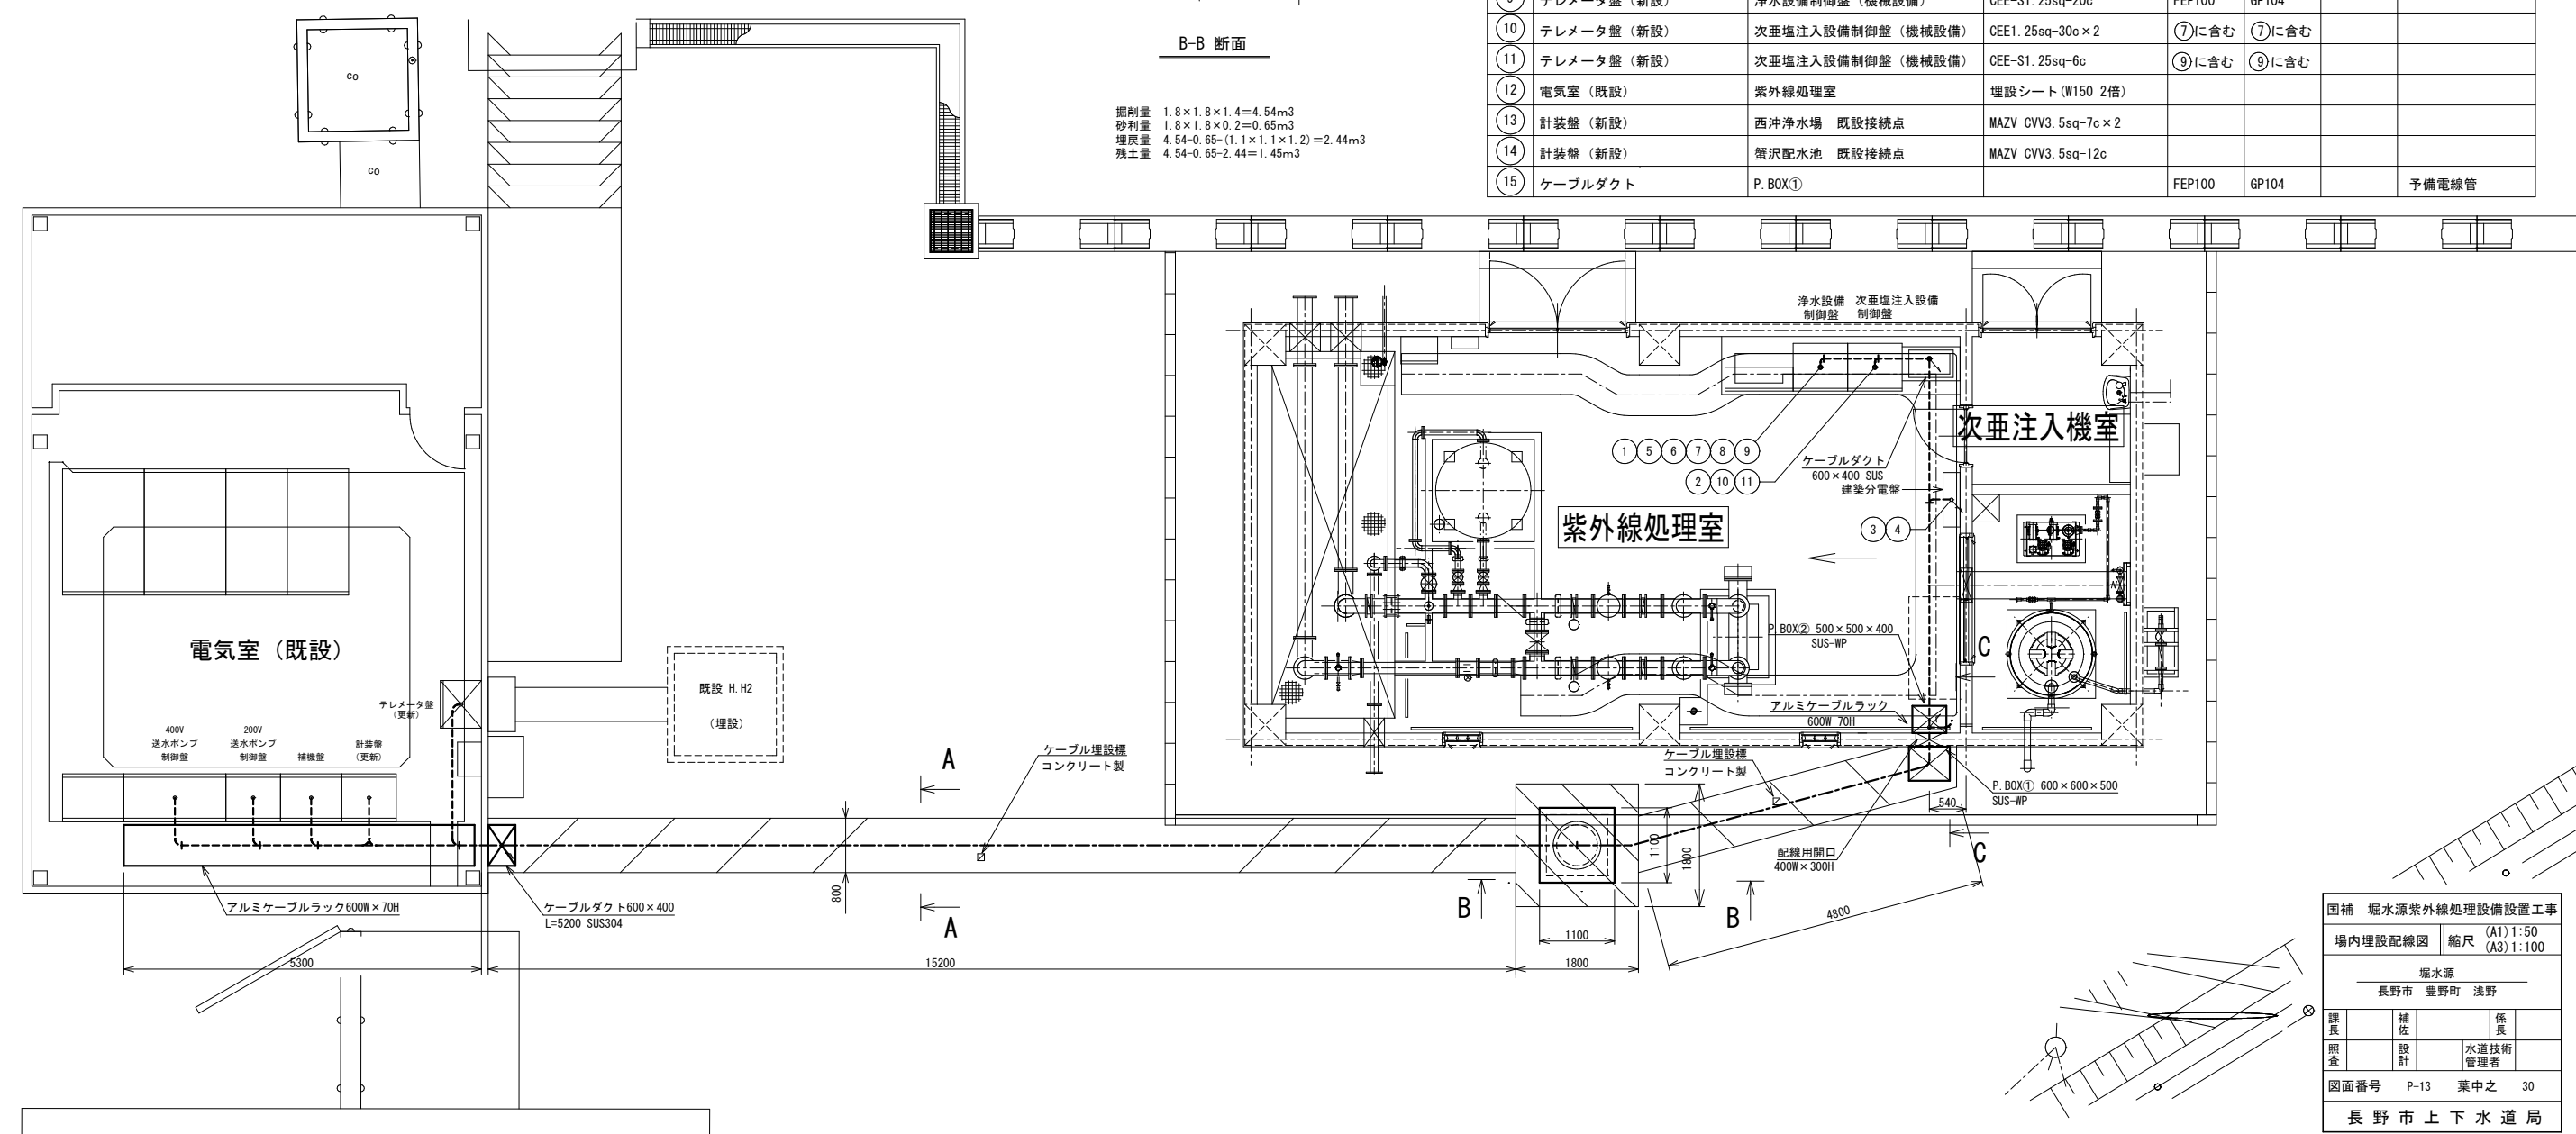 B-B 断面
掘削量 1.8×1.8×1.4=4.54m3
砂利量 1.8×1.8×0.2=0.65m3
埋戻量 4.54-0.65-(1.1×1.1×1.2)=2.44m3
残土量 4.54-0.65-2.44=1.45m3
9 テレメータ盤（新設） 浄水設備制御盤（機械設備） CEE-S1.25sq-20c FEP100 GP104
10 テレメータ盤（新設） 次亜塩注入設備制御盤（機械設備） CEE1.25sq-30c×2 ⑦に含む ⑦に含む
11 テレメータ盤（新設） 次亜塩注入設備制御盤（機械設備） CEE-S1.25sq-6c ⑨に含む ⑨に含む
12 電気室（既設） 紫外線処理室 埋設シート(W150 2倍)
13 計装盤（新設） 西沖浄水場 既設接続点 MAZV CVV3.5sq-7c×2
14 計装盤（新設） 蟹沢配水池 既設接続点 MAZV CVV3.5sq-12c
15 ケーブルダクト P.BOX① FEP100 GP104 予備電線管
CO
CO
浄水設備
制御盤
次亜塩注入設備
制御盤
1 5 6 7 8 9
2 10 11
ケーブルダクト
600×400 SUS
建築分電盤
3 4
次亜注入機室
紫外線処理室
P.BOX② 500×500×400
SUS-WP
C
アルミケーブルラック
600W 70H
ケーブル埋設標
コンクリート製
P.BOX① 600×600×500
SUS-WP
540
配線用開口
400W×300H
C
電気室（既設）
テレメータ盤
（更新）
400V
送水ポンプ
制御盤
200V
送水ポンプ
制御盤
補機盤
計装盤
（更新）
既設 H.H2
（埋設）
A
ケーブル埋設標
コンクリート製
800
A
1100
1800
B
B
4800
アルミケーブルラック600W×70H
ケーブルダクト600×400
L=5200 SUS304
1100
5300
15200
1800
国補 堀水源紫外線処理設備設置工事
場内埋設配線図 縮尺 (A1)1:50
(A3)1:100
堀水源
長野市 豊野町 浅野
課長 補佐 係長
照査 設計 水道技術管理者
図面番号 P-13 葉中之 30
長野市上下水道局